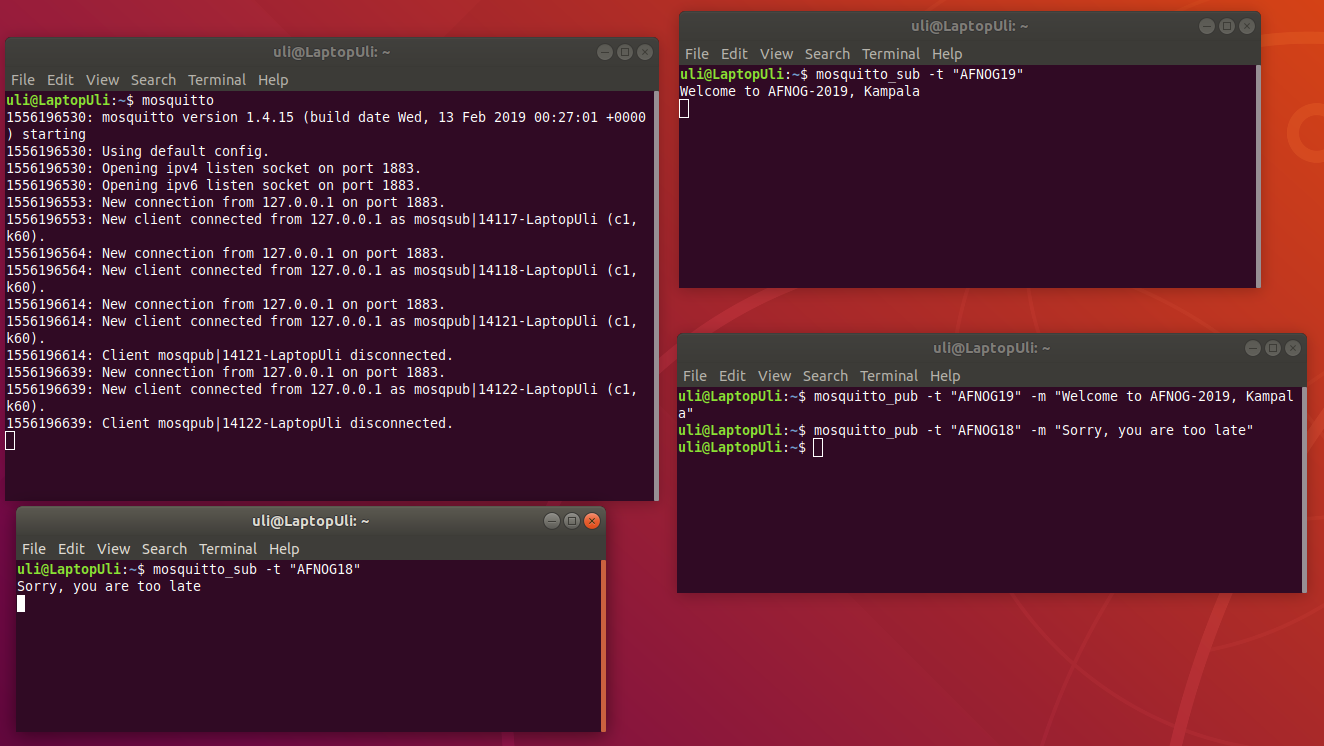 uli@LaptopUli: ~
File Edit View Search Terminal Help
uli@LaptopUli:~$ mosquitto
1556196530: mosquitto version 1.4.15 (build date Wed, 13 Feb 2019 00:27:01 +0000
) starting
1556196530: Using default config.
1556196530: Opening ipv4 listen socket on port 1883.
1556196530: Opening ipv6 listen socket on port 1883.
1556196553: New connection from 127.0.0.1 on port 1883.
1556196553: New client connected from 127.0.0.1 as mosqsub|14117-LaptopUli (c1,
k60).
1556196564: New connection from 127.0.0.1 on port 1883.
1556196564: New client connected from 127.0.0.1 as mosqsub|14118-LaptopUli (c1,
k60).
1556196614: New connection from 127.0.0.1 on port 1883.
1556196614: New client connected from 127.0.0.1 as mosqpub|14121-LaptopUli (c1,
k60).
1556196614: Client mosqpub|14121-LaptopUli disconnected.
1556196639: New connection from 127.0.0.1 on port 1883.
1556196639: New client connected from 127.0.0.1 as mosqpub|14122-LaptopUli (c1,
k60).
1556196639: Client mosqpub|14122-LaptopUli disconnected.
uli@LaptopUli: ~
File Edit View Search Terminal Help
uli@LaptopUli:~$ mosquitto_sub -t "AFNOG19"
Welcome to AFNOG-2019, Kampala
uli@LaptopUli: ~
File Edit View Search Terminal Help
uli@LaptopUli:~$ mosquitto_pub -t "AFNOG19" -m "Welcome to AFNOG-2019, Kampal
a"
uli@LaptopUli:~$ mosquitto_pub -t "AFNOG18" -m "Sorry, you are too late"
uli@LaptopUli:~$
uli@LaptopUli: ~
File Edit View Search Terminal Help
uli@LaptopUli:~$ mosquitto_sub -t "AFNOG18"
Sorry, you are too late